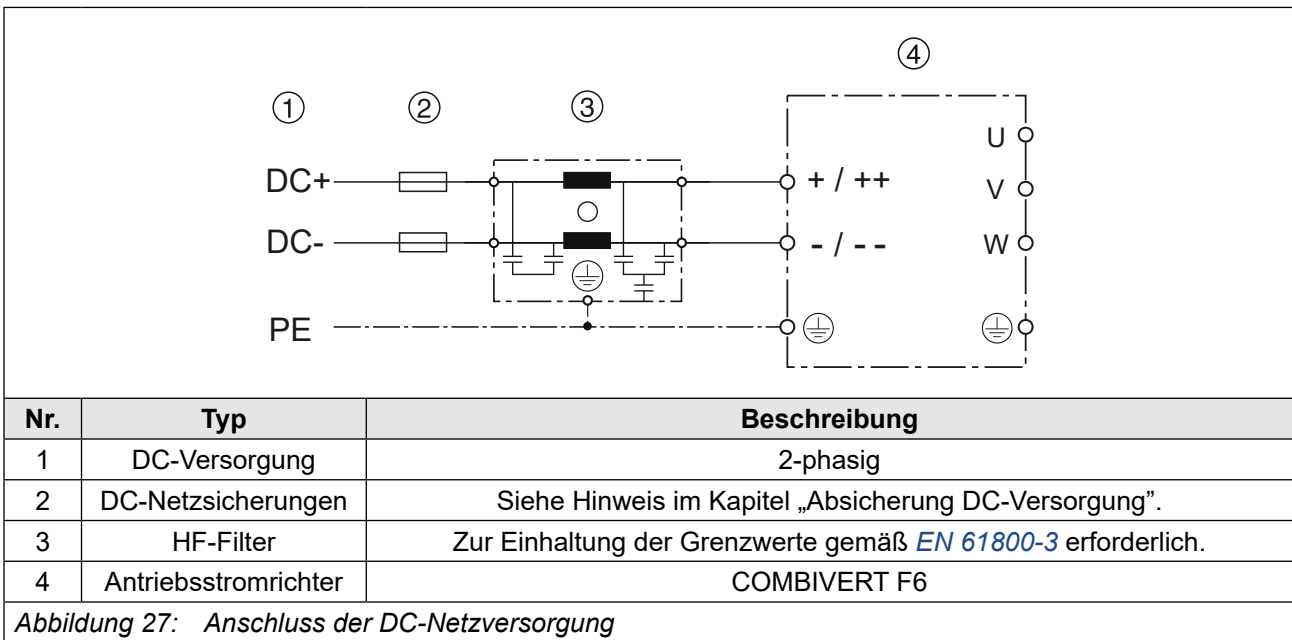 ④
① ② ③
U
DC+ + / ++ V
DC- - / - - W
PE
Nr. Typ Beschreibung
1 DC-Versorgung 2-phasig
2 DC-Netzsicherungen Siehe Hinweis im Kapitel „Absicherung DC-Versorgung”.
3 HF-Filter Zur Einhaltung der Grenzwerte gemäß EN 61800-3 erforderlich.
4 Antriebsstromrichter COMBIVERT F6
Abbildung 27: Anschluss der DC-Netzversorgung